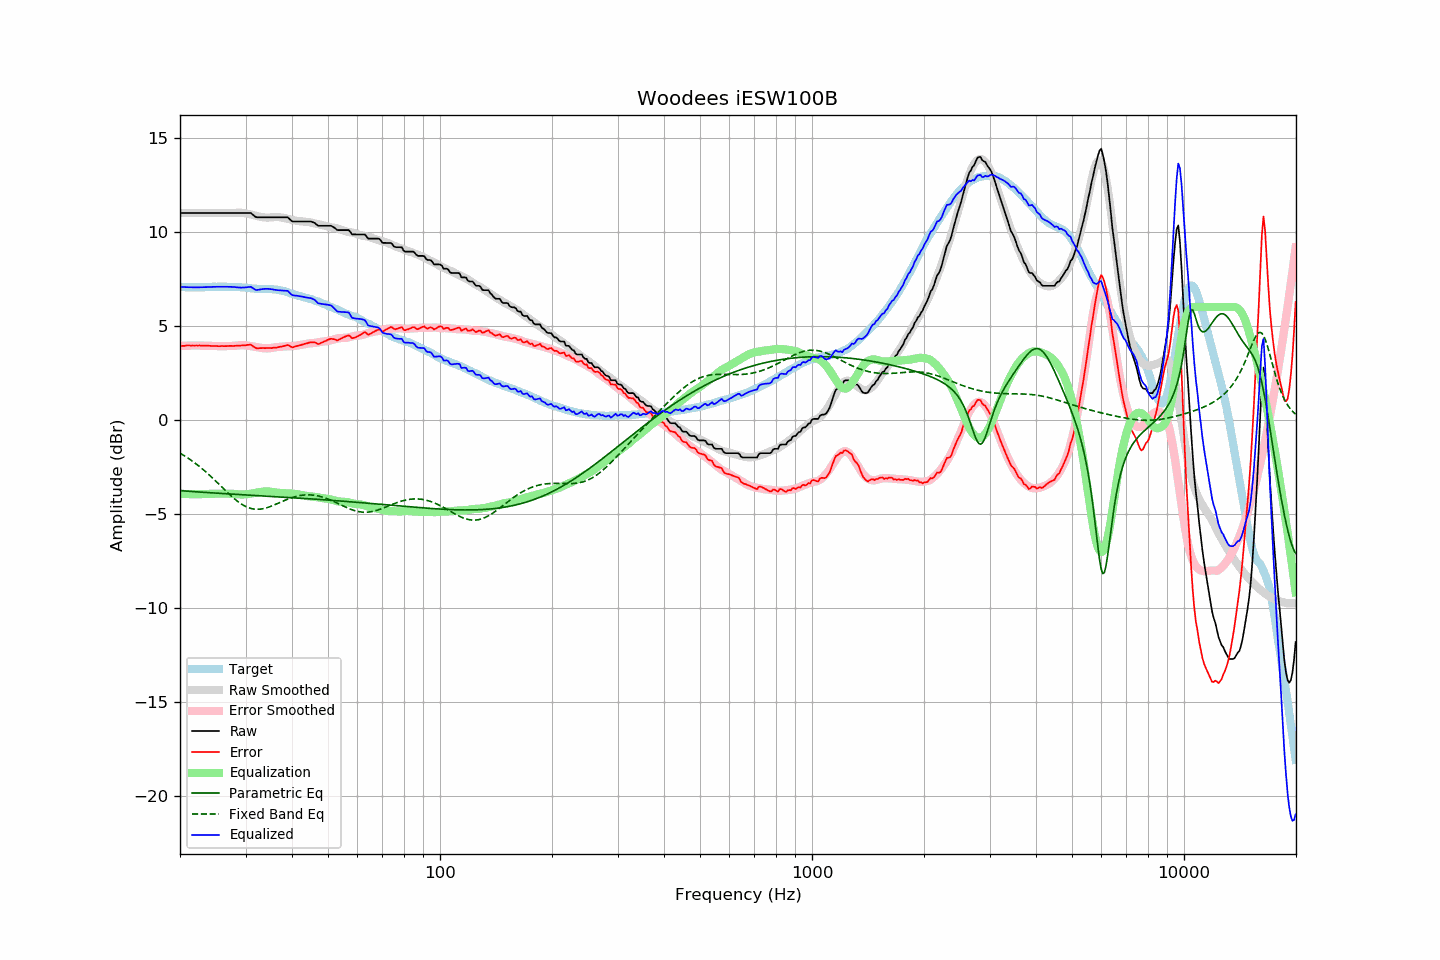 Woodees iESW100B
15
10
5
0
−5
−10
−15
−20
Amplitude (dBr)
Target
Raw Smoothed
Error Smoothed
Raw
Error
Equalization
Parametric Eq
Fixed Band Eq
Equalized
100
1000
10000
Frequency (Hz)